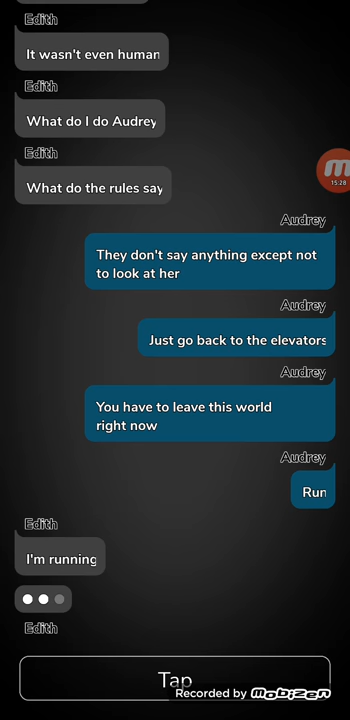 Edith
It wasn't even human
Edith
What do I do Audrey
Edith
What do the rules say
15:28
Audrey
They don't say anything except not
to look at her
Audrey
Just go back to the elevators
Audrey
You have to leave this world
right now
Audrey
Run
Edith
I'm running
Edith
Tap
Recorded by Mobizen